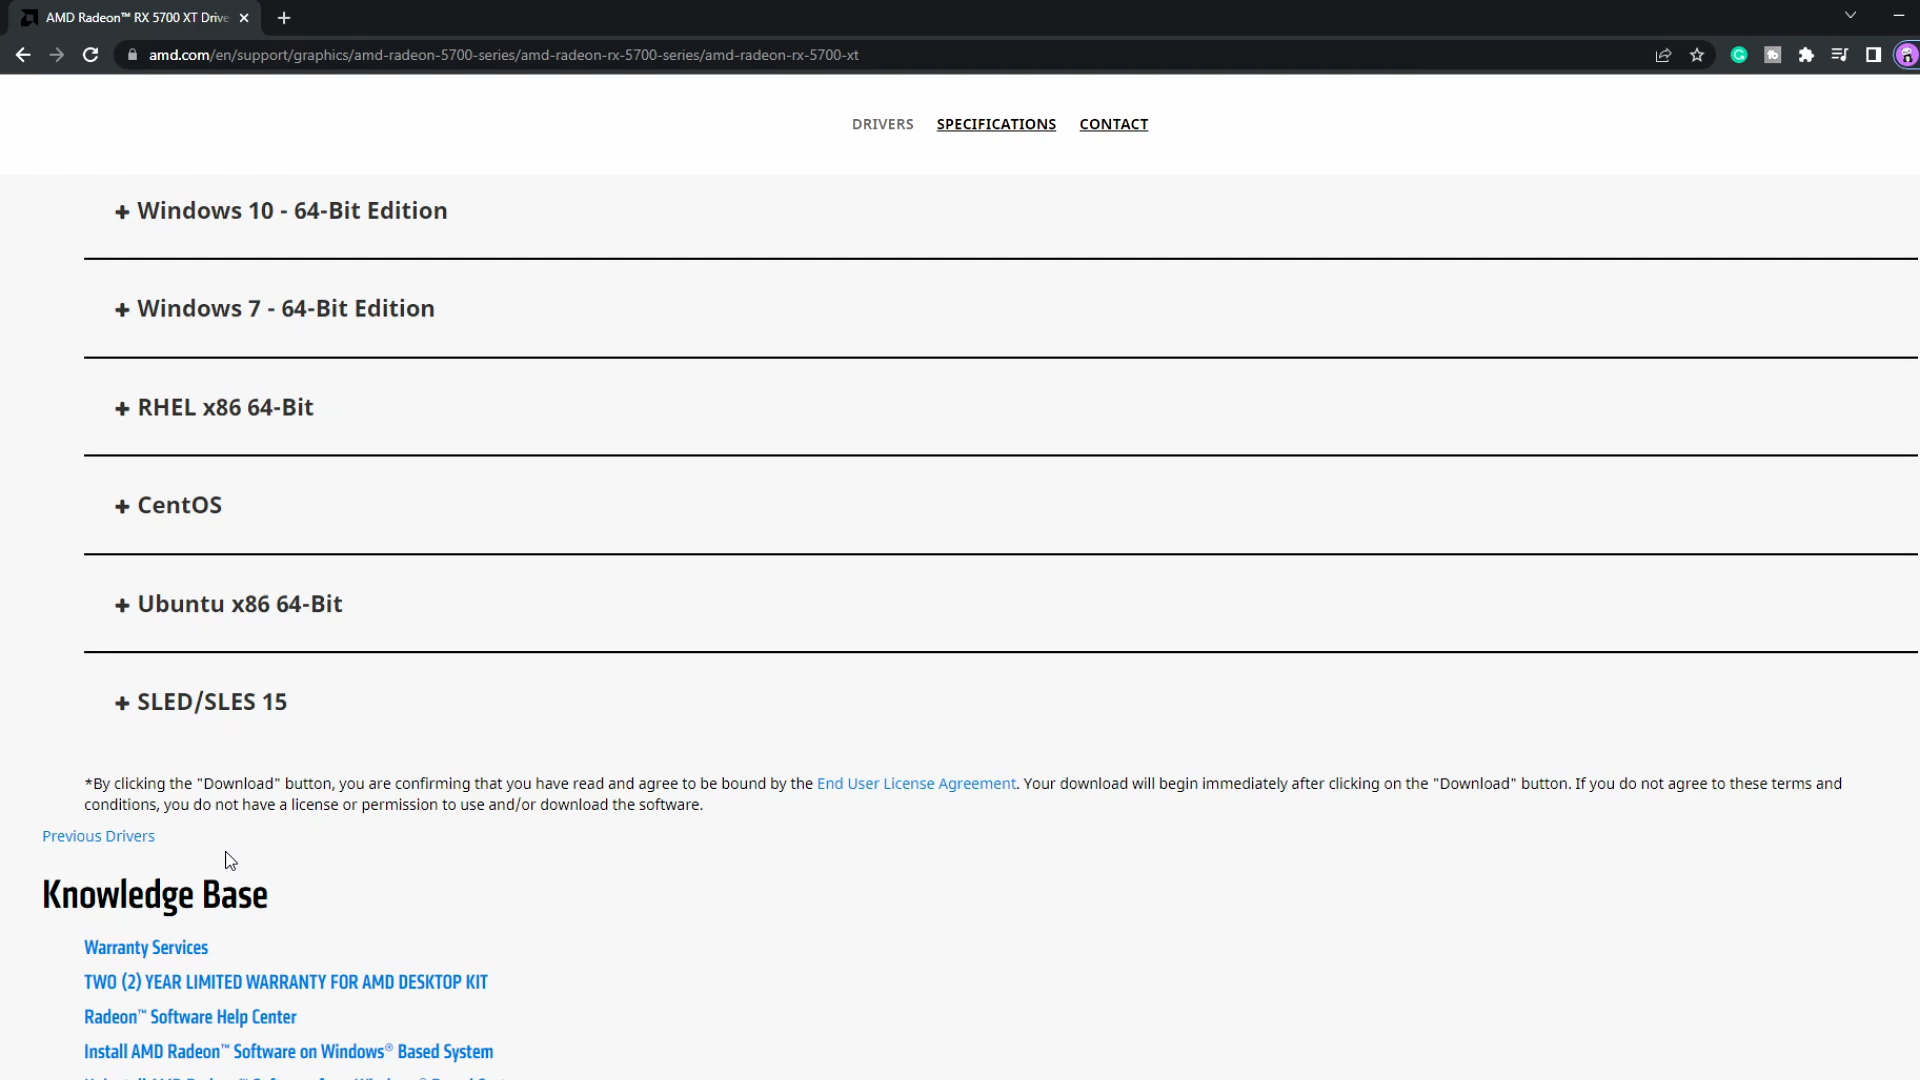 AMD Radeon™ RX 5700 XT Drive
amd.com/en/support/graphics/amd-radeon-5700-series/amd-radeon-rx-5700-series/amd-radeon-rx-5700-xt
DRIVERS SPECIFICATIONS CONTACT
+ Windows 10 - 64-Bit Edition
+ Windows 7 - 64-Bit Edition
+ RHEL x86 64-Bit
+ CentOS
+ Ubuntu x86 64-Bit
+ SLED/SLES 15
*By clicking the "Download" button, you are confirming that you have read and agree to be bound by the End User License Agreement. Your download will begin immediately after clicking on the "Download" button. If you do not agree to these terms and
conditions, you do not have a license or permission to use and/or download the software.
Previous Drivers
Knowledge Base
Warranty Services
TWO (2) YEAR LIMITED WARRANTY FOR AMD DESKTOP KIT
Radeon™ Software Help Center
Install AMD Radeon™ Software on Windows® Based System